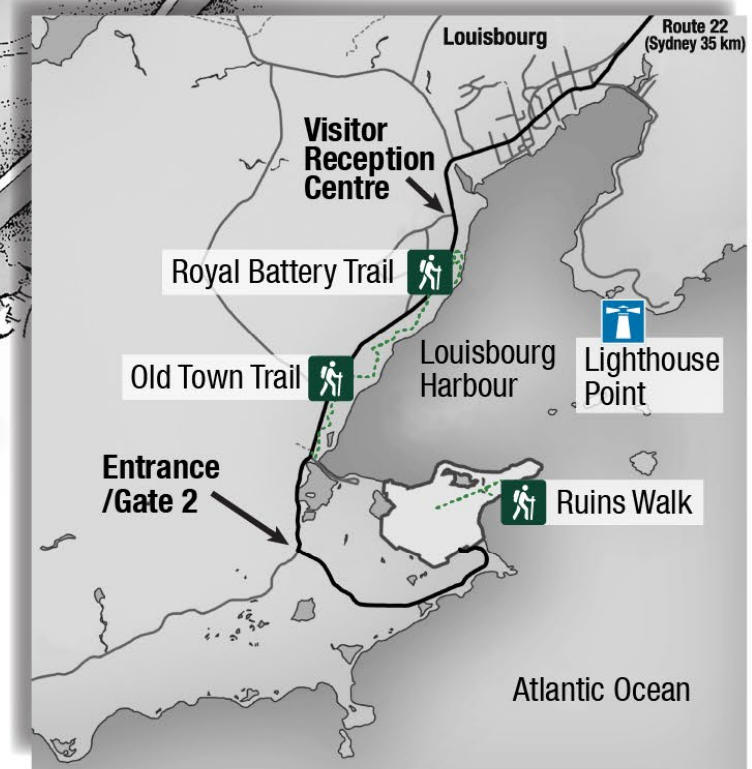 Route 22
(Sydney 35 km)
Louisbourg
Visitor
Reception
Centre
Royal Battery Trail
Old Town Trail
Louisbourg
Harbour
Lighthouse
Point
Entrance
/Gate 2
Ruins Walk
Atlantic Ocean